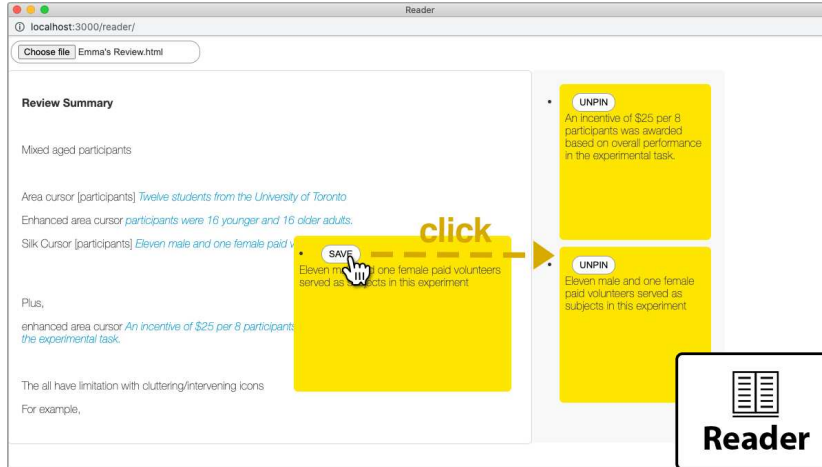 Reader
localhost:3000/reader/
Choose file Emma's Review.html
Review Summary
Mixed aged participants
Area cursor [participants] Twelve students from the University of Toronto
Enhanced area cursor participants were 16 younger and 16 older adults.
Silk Cursor [participants] Eleven male and one female paid v
Plus,
enhanced area cursor An incentive of $25 per 8 participants
the experimental task.
The all have limitation with cluttering/intervening icons
For example,
SAVE
Eleven m d one female paid volunteers
served as subjects in this experiment
click
UNPIN
An incentive of $25 per 8
participants was awarded
based on overall performance
in the experimental task.
UNPIN
Eleven male and one female
paid volunteers served as
subjects in this experiment
Reader